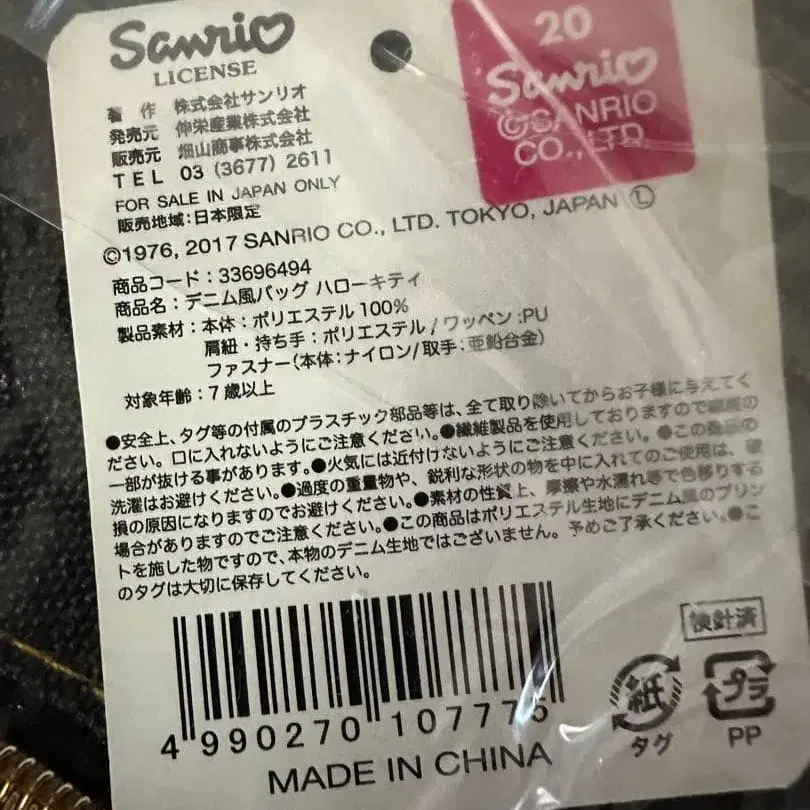 Sanrio
LICENSE
著 作 株式会社サンリオ
発売元 伸栄産業株式会社
販売元 畑山商事株式会社
TEL 03 (3677) 2611
FOR SALE IN JAPAN ONLY
販売地域:日本限定
20
Sanrio
©SANRIO
CO., LTD.
©1976, 2017 SANRIO CO., LTD. TOKYO, JAPAN Ⓛ
商品コード:33696494
商品名:デニム風バッグ ハローキティ
製品素材:本体:ポリエステル100%
肩紐・持ち手:ポリエステル/ワッペン:PU
ファスナー(本体:ナイロン/取手:亜鉛合金)
対象年齢:7歳以上
●安全上、タグ等の付属のプラスチック部品等は、全て取り除いてからお子様に与えてく
ださい。口に入れないようにご注意ください。●繊維製品を使用しておりますので繊維の
一部が抜ける事があります。●火気には近付けないようにご注意ください。●この商品の
洗濯はお避けください。●過度の重量物や、鋭利な形状の物を中に入れてのご使用は、破
損の原因になりますのでお避けください。●素材の性質上、摩擦や水濡れ等で色移りする
場合がありますのでご注意ください。●この商品はポリエステル生地にデニム風のプリン
トを施した物ですので、本物のデニム生地ではございません。予めご了承ください。●こ
のタグは大切に保存してください。
検針済
紙
タグ
プラ
PP
4 990270 107775
MADE IN CHINA